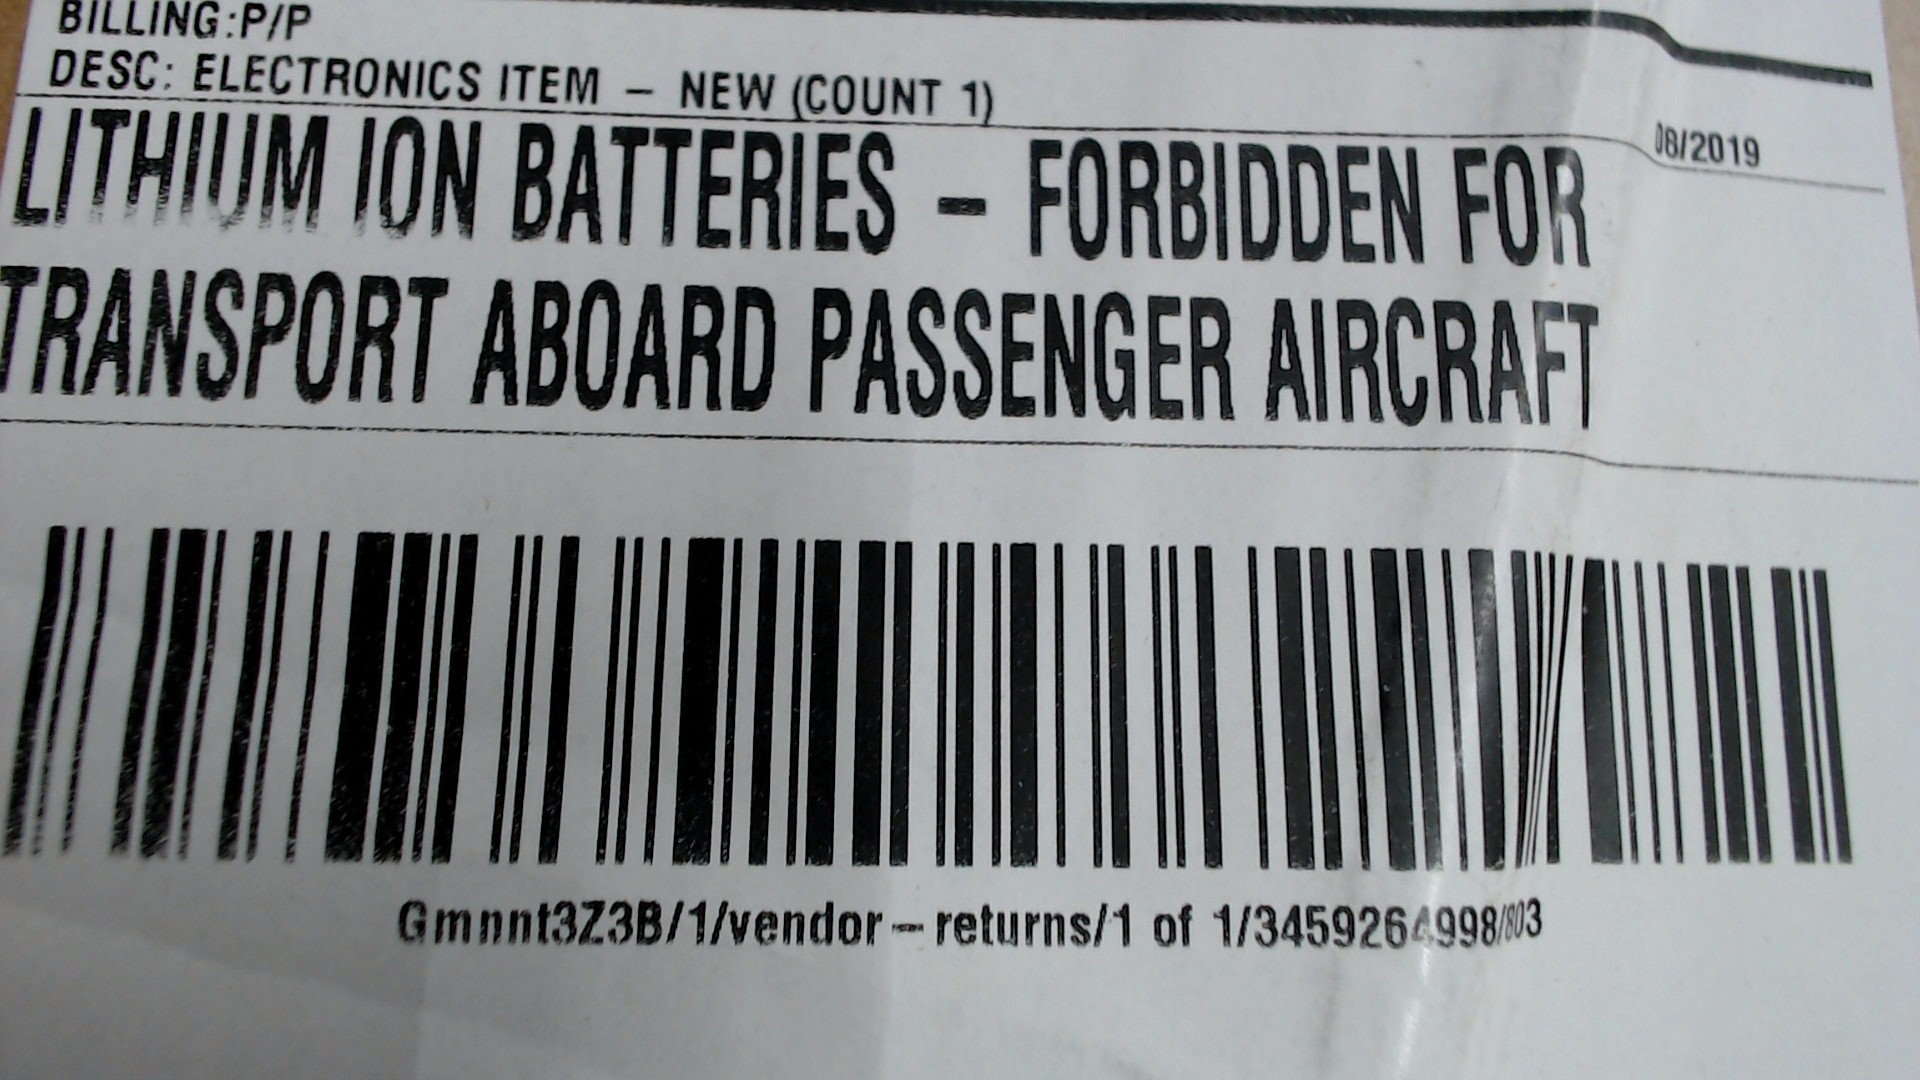 BILLING:P/P
DESC: ELECTRONICS ITEM - NEW (COUNT 1)
08/2019
LITHIUM ION BATTERIES - FORBIDDEN FOR
TRANSPORT ABOARD PASSENGER AIRCRAFT
Gmnnt3Z3B/1/vendor-returns/1 of 1/3459264998/803